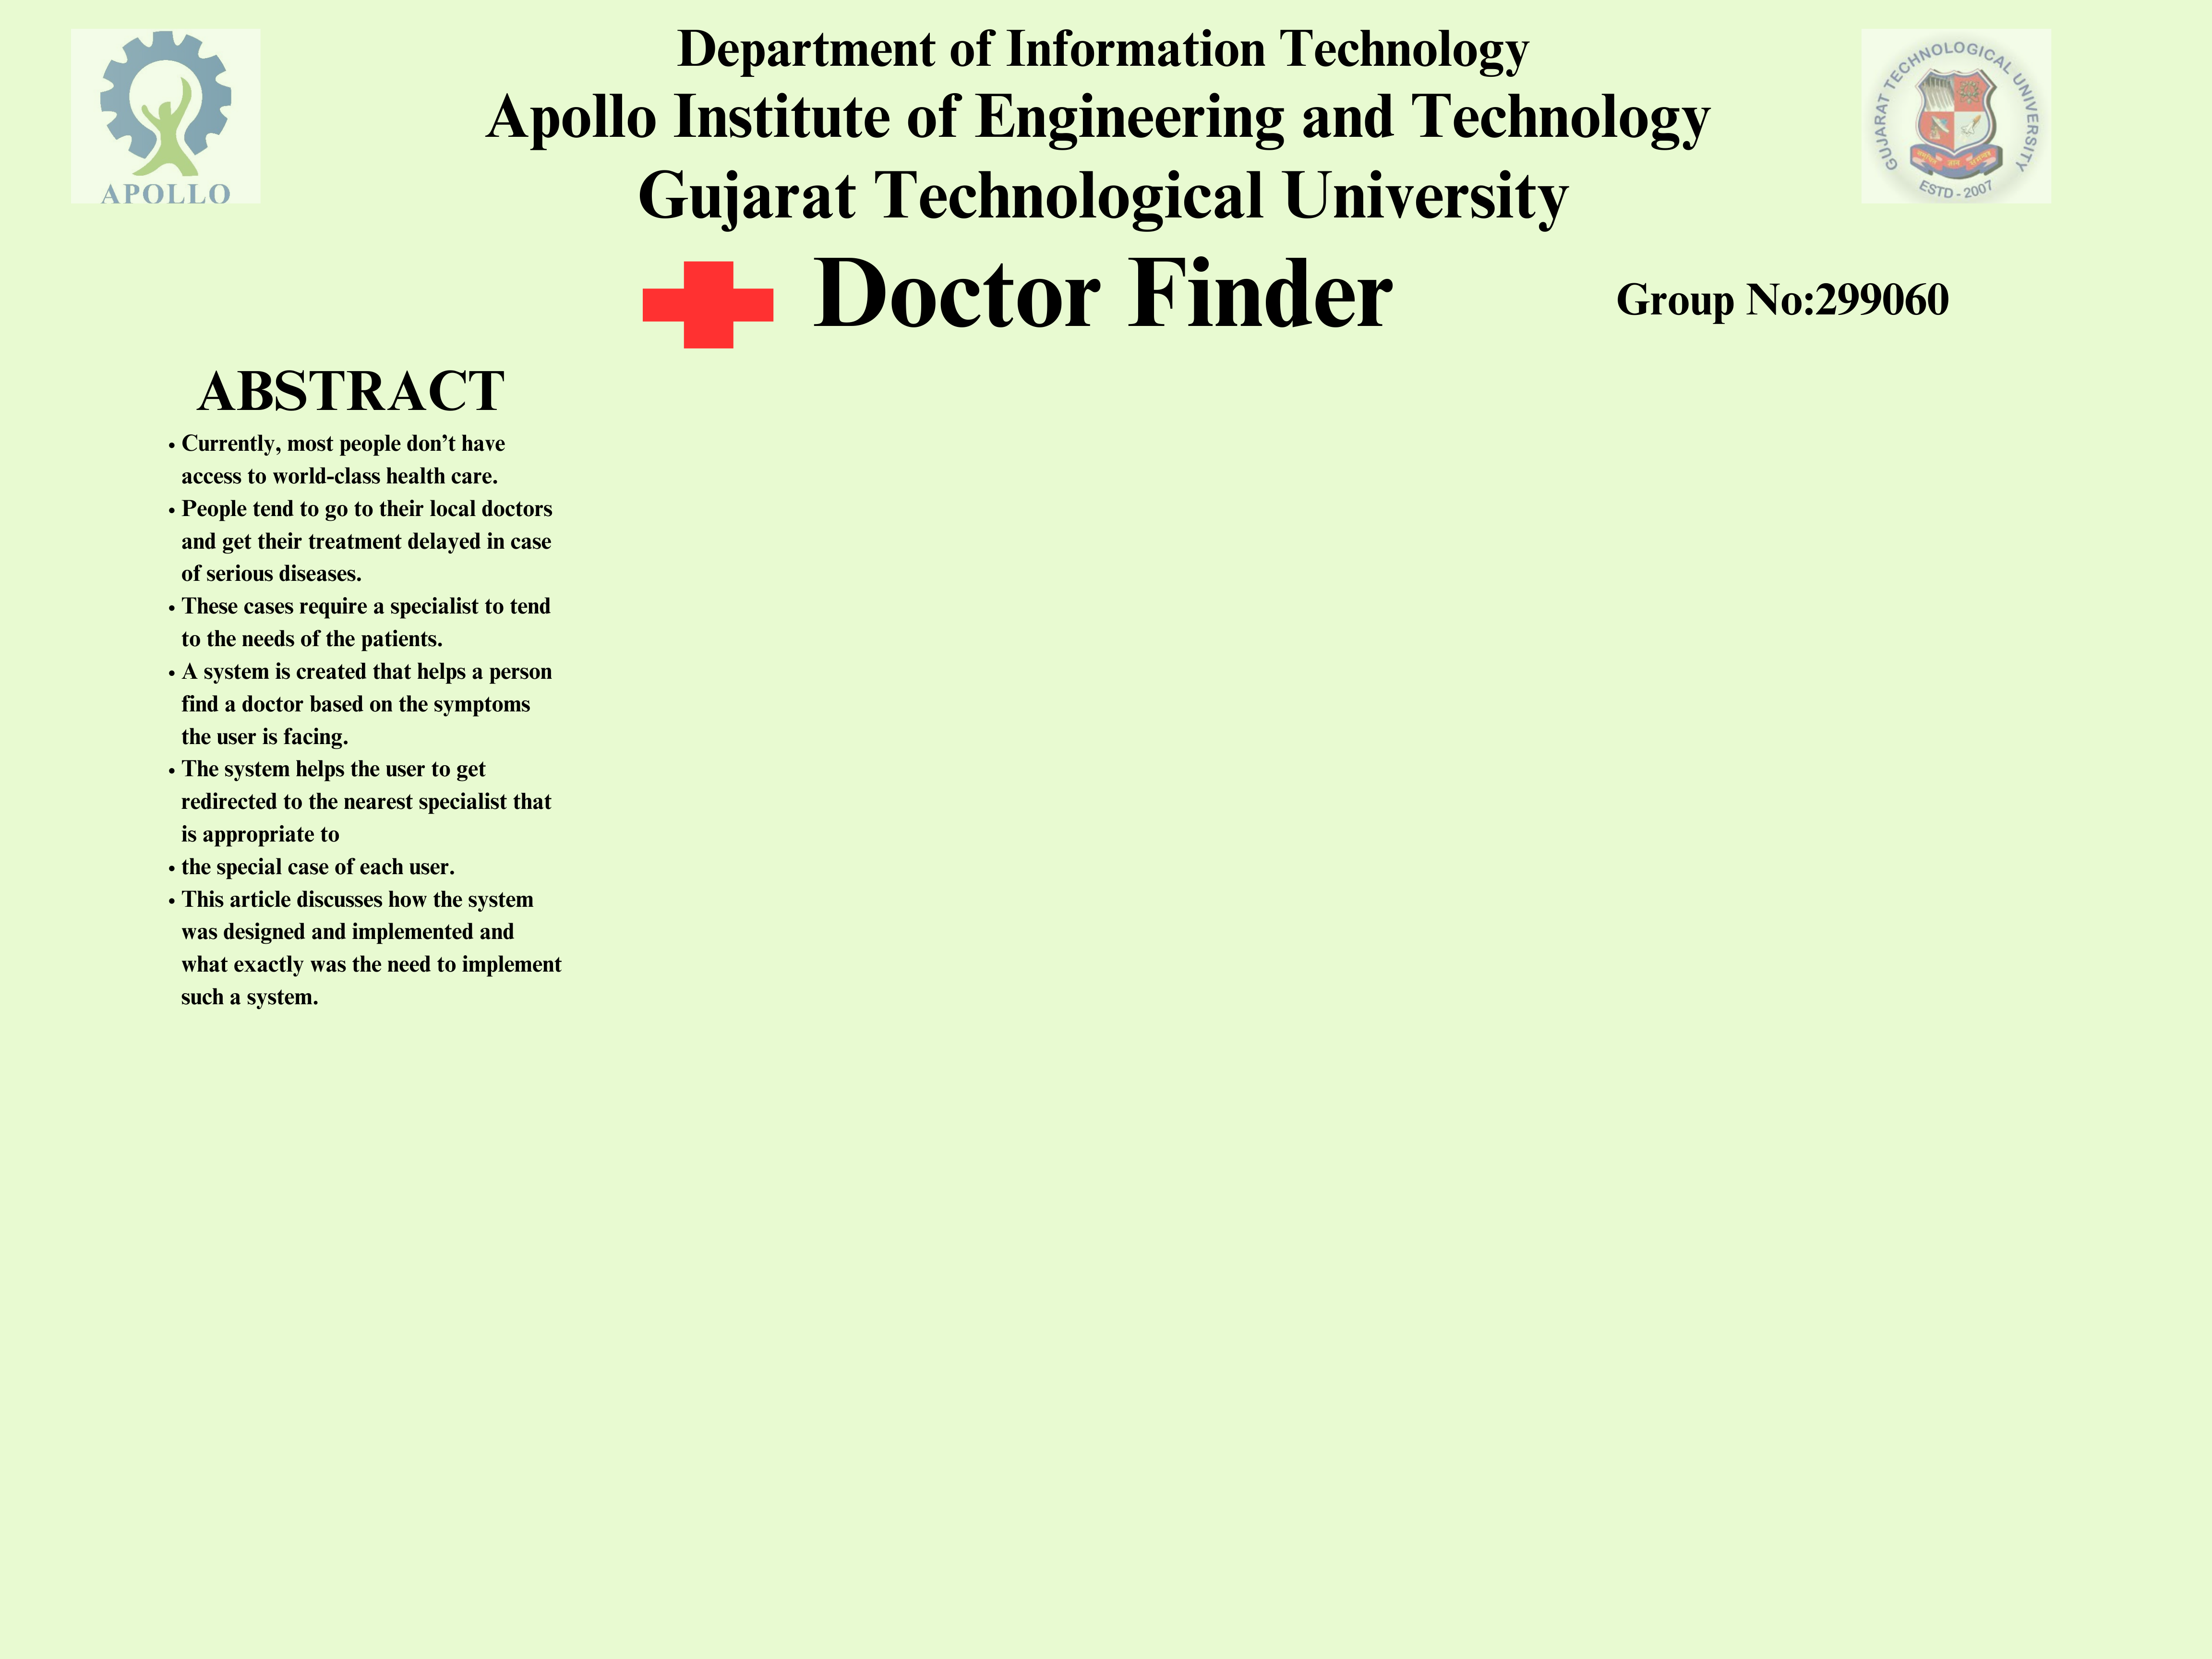 Department of Information Technology
Apollo Institute of Engineering and Technology
Gujarat Technological University
APOLLO
GUJARAT TECHNOLOGICAL UNIVERSITY
ESTD - 2007
Doctor Finder
Group No:299060
ABSTRACT
• Currently, most people don’t have
access to world-class health care.
• People tend to go to their local doctors
and get their treatment delayed in case
of serious diseases.
• These cases require a specialist to tend
to the needs of the patients.
• A system is created that helps a person
find a doctor based on the symptoms
the user is facing.
• The system helps the user to get
redirected to the nearest specialist that
is appropriate to
• the special case of each user.
• This article discusses how the system
was designed and implemented and
what exactly was the need to implement
such a system.